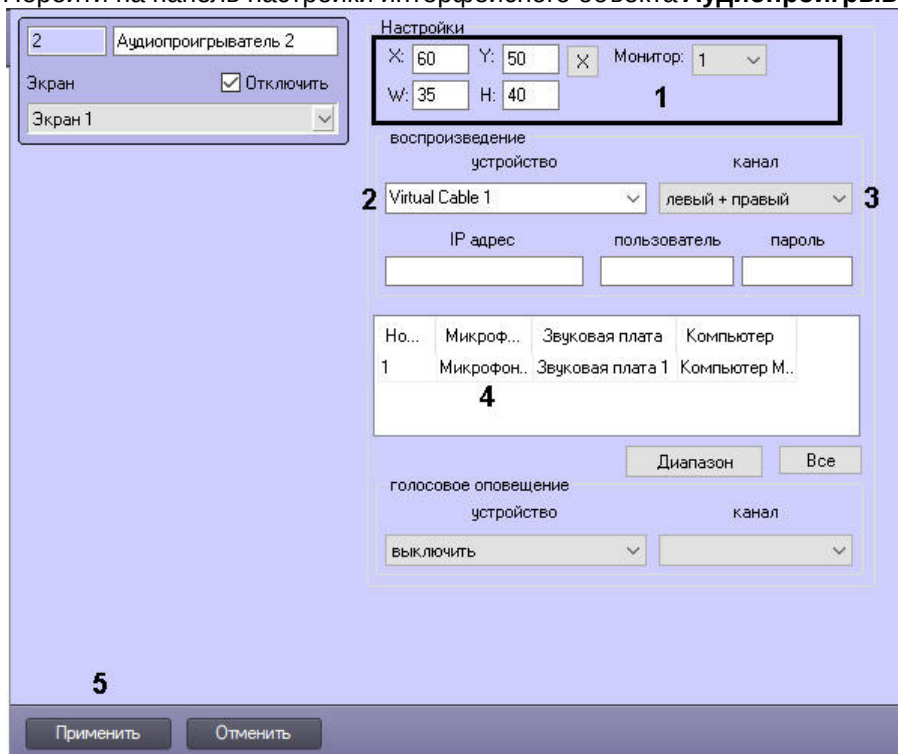 Перейти на панель настройки интерфейсного объекта Аудиопроигрыв
2 Аудиопроигрыватель 2
Экран Отключить
Экран 1
Настройки
X: 60 Y: 50 X Монитор: 1
W: 35 H: 40 1
воспроизведение
устройство канал
2 Virtual Cable 1 левый + правый 3
IP адрес пользователь пароль
Но... Микроф... Звуковая плата Компьютер
1 Микрофон.. Звуковая плата 1 Компьютер М..
4
Диапазон Все
голосовое оповещение
устройство канал
выключить
5
Применить Отменить